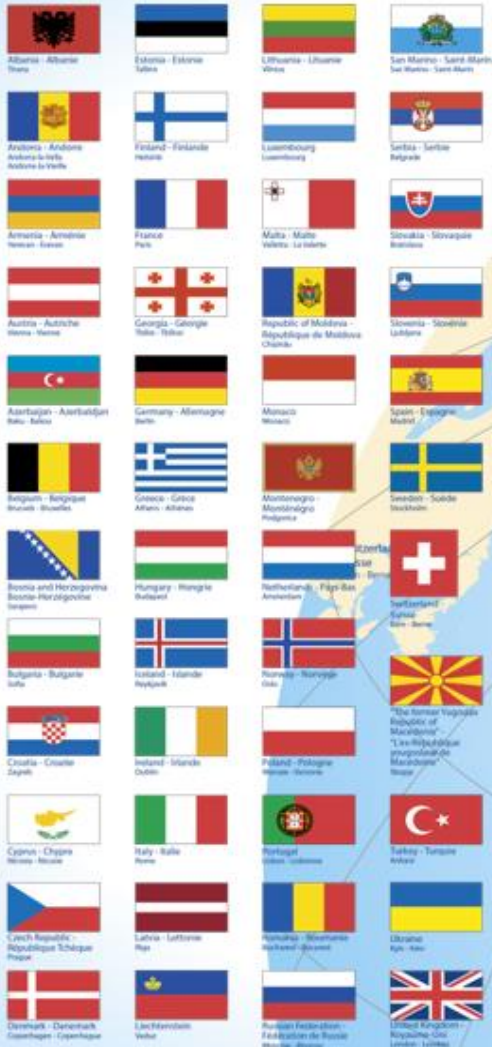 Albania - Albanie
Tirana
Andorra - Andorre
Andorra-la-Vella
Andorre-la-Vieille
Armenia - Arménie
Yerevan - Erevan
Austria - Autriche
Vienna - Vienne
Azerbaijan - Azerbaïdjan
Baku - Bakou
Belgium - Belgique
Brussels - Bruxelles
Bosnia and Herzegovina
Bosnie-Herzégovine
Sarajevo
Bulgaria - Bulgarie
Sofia
Croatia - Croatie
Zagreb
Cyprus - Chypre
Nicosia - Nicosie
Czech Republic -
République Tchèque
Prague
Denmark - Danemark
Copenhagen - Copenhague
Estonia - Estonie
Tallinn
Finland - Finlande
Helsinki
France
Paris
Georgia - Géorgie
Germany - Allemagne
Berlin
Greece - Grèce
Athens - Athènes
Hungary - Hongrie
Budapest
Iceland - Islande
Reykjavik
Ireland - Irlande
Dublin
Italy - Italie
Rome
Latvia - Lettonie
Riga
Liechtenstein
Vaduz
Lithuania - Lituanie
Vilnius
Luxembourg
Luxembourg
Malta - Malte
Valletta - La Valette
Republic of Moldova -
République de Moldova
Monaco
Monaco
Montenegro -
Monténégro
Podgorica
Netherlands - Pays-Bas
Amsterdam
Norway - Norvège
Oslo
Poland - Pologne
Warsaw - Varsovie
Portugal
Romania - Roumanie
Russian Federation -
Fédération de Russie
San Marino - Saint-Marin
San Marino - Saint-Marin
Serbia - Serbie
Belgrade
Slovakia - Slovaquie
Bratislava
Slovenia - Slovénie
Ljubljana
Spain - Espagne
Madrid
Sweden - Suède
Stockholm
Switzerland -
Suisse
Bern - Berne
"The former Yugoslav
Republic of
Macedonia" -
"L'ex-République
yougoslave de
Macédoine"
Skopje
Turkey - Turquie
Ankara
Ukraine
United Kingdom -
Royaume-Uni
London - Londres